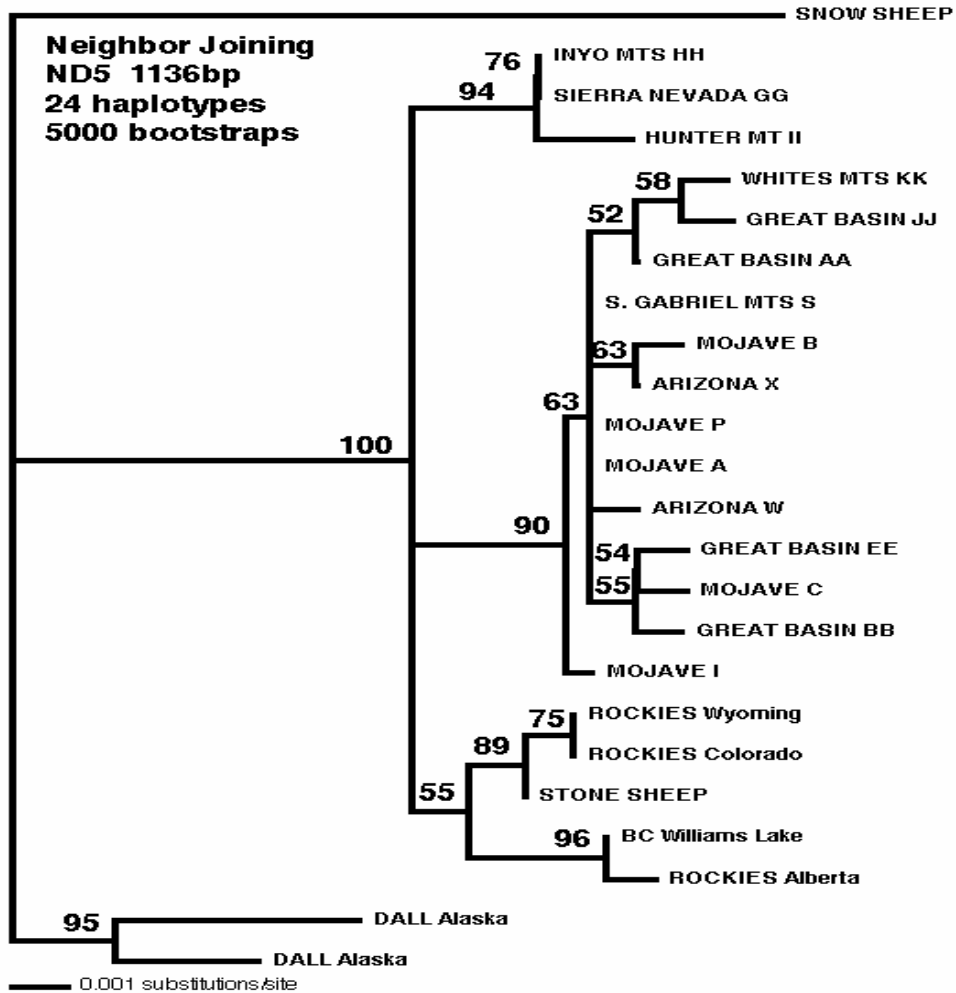 SNOW SHEEP
Neighbor Joining
ND5 1136bp
24 haplotypes
5000 bootstraps
76
INYO MTS HH
94
SIERRA NEVADA GG
HUNTER MT II
58
WHITES MTS KK
52
GREAT BASIN JJ
GREAT BASIN AA
S. GABRIEL MTS S
63
MOJAVE B
ARIZONA X
63
MOJAVE P
100
MOJAVE A
ARIZONA W
90
54
GREAT BASIN EE
55
MOJAVE C
GREAT BASIN BB
MOJAVE I
75
ROCKIES Wyoming
89
ROCKIES Colorado
55
STONE SHEEP
96
BC Williams Lake
ROCKIES Alberta
95
DALL Alaska
DALL Alaska
0.001 substitutions/site